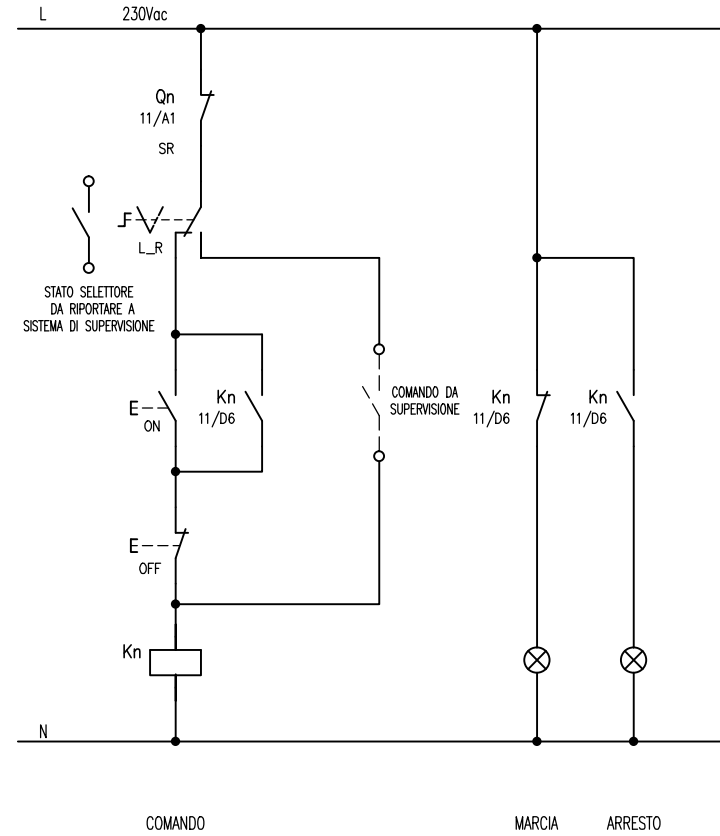 L 230Vac
Qn
11/A1
SR
L_R
STATO SELETTORE
DA RIPORTARE A
SISTEMA DI SUPERVISIONE
E
ON
Kn
11/D6
COMANDO DA
SUPERVISIONE
Kn
11/D6
Kn
11/D6
E
OFF
Kn
N
COMANDO MARCIA ARRESTO